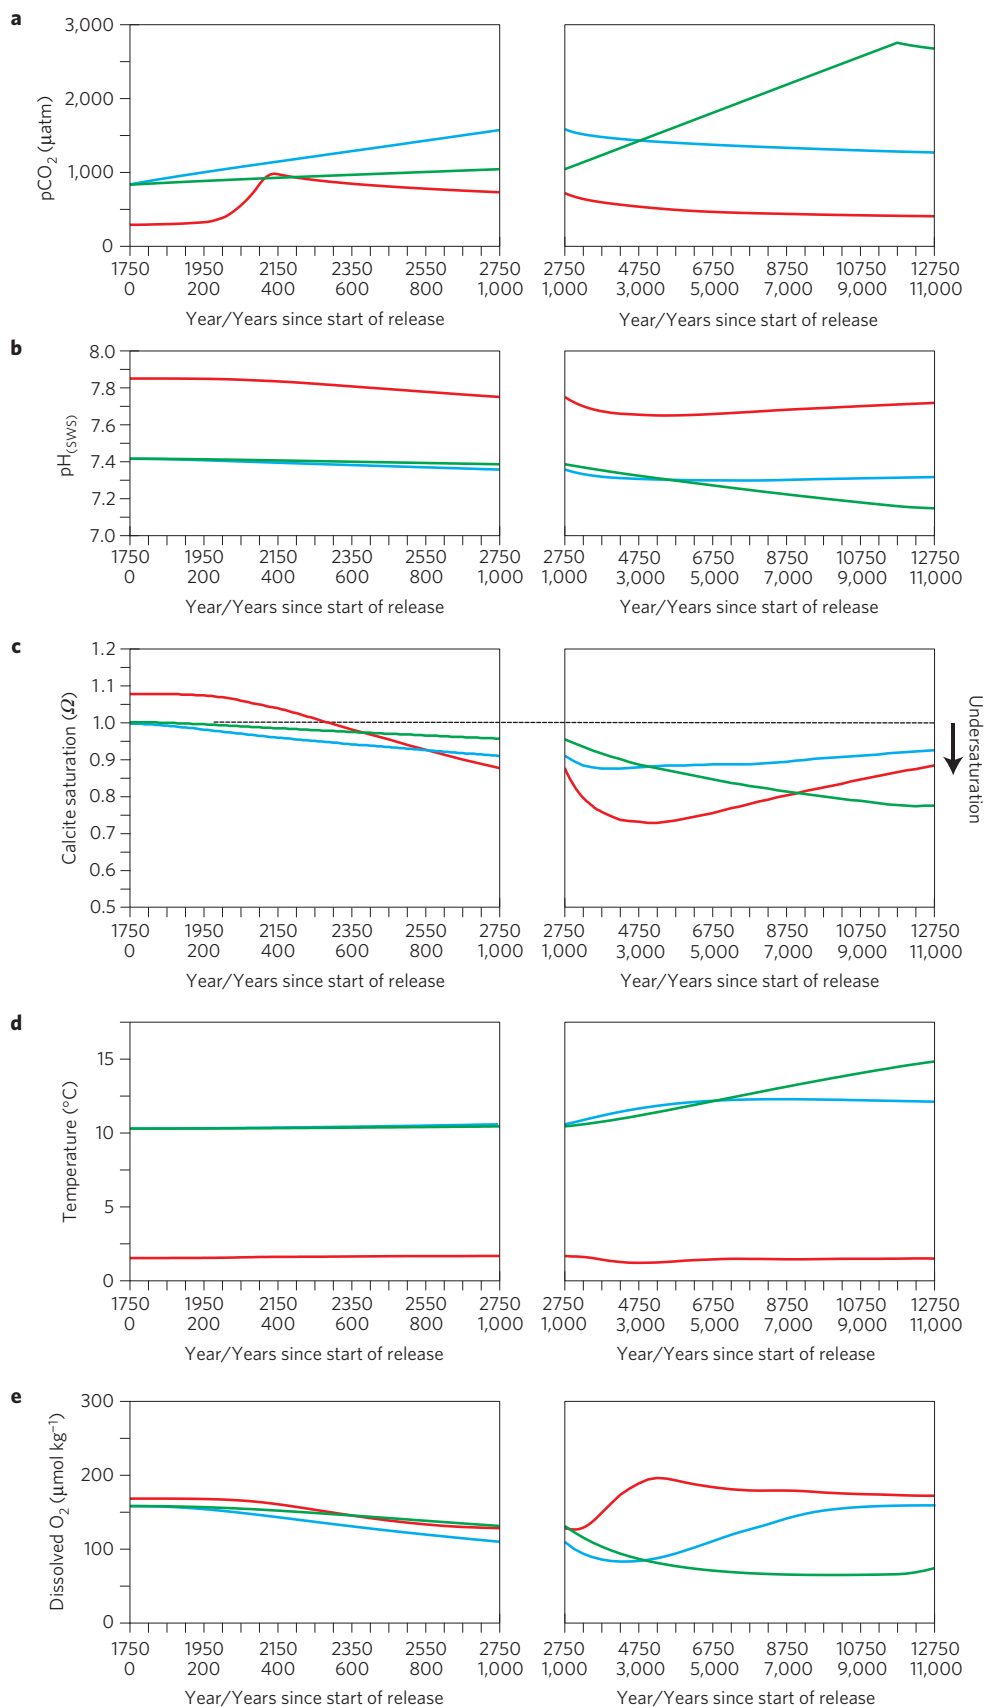 a
3,000
2,000
1,000
0
pCO2 (µatm)
1750 1950 2150 2350 2550 2750
0 200 400 600 800 1,000
Year/Years since start of release
2750 4750 6750 8750 10750 12750
1,000 3,000 5,000 7,000 9,000 11,000
Year/Years since start of release
b
8.0
7.8
7.6
7.4
7.2
7.0
pH(SWS)
1750 1950 2150 2350 2550 2750
0 200 400 600 800 1,000
Year/Years since start of release
2750 4750 6750 8750 10750 12750
1,000 3,000 5,000 7,000 9,000 11,000
Year/Years since start of release
c
1.2
1.1
1.0
0.9
0.8
0.7
0.6
0.5
Calcite saturation (Ω)
Undersaturation
1750 1950 2150 2350 2550 2750
0 200 400 600 800 1,000
Year/Years since start of release
2750 4750 6750 8750 10750 12750
1,000 3,000 5,000 7,000 9,000 11,000
Year/Years since start of release
d
15
10
5
0
Temperature (°C)
1750 1950 2150 2350 2550 2750
0 200 400 600 800 1,000
Year/Years since start of release
2750 4750 6750 8750 10750 12750
1,000 3,000 5,000 7,000 9,000 11,000
Year/Years since start of release
e
300
200
100
0
Dissolved O2 (µmol kg−1)
1750 1950 2150 2350 2550 2750
0 200 400 600 800 1,000
Year/Years since start of release
2750 4750 6750 8750 10750 12750
1,000 3,000 5,000 7,000 9,000 11,000
Year/Years since start of release